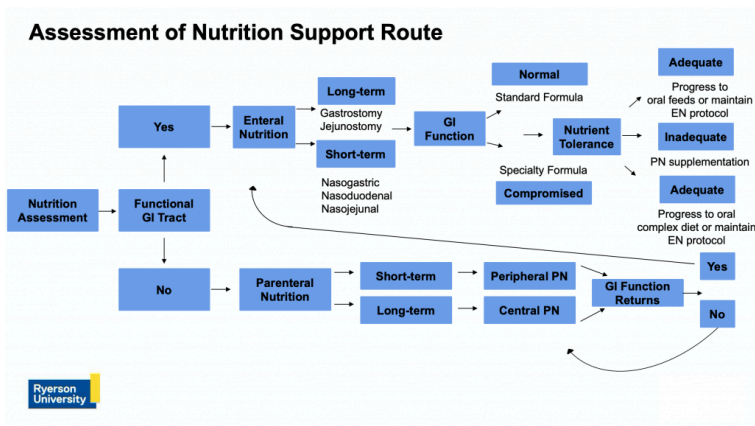 Assessment of Nutrition Support Route
Nutrition
Assessment
Functional
GI Tract
Yes
Enteral
Nutrition
Long-term
Gastrostomy
Jejunostomy
Short-term
Nasogastric
Nasoduodenal
Nasojejunal
GI
Function
Normal
Standard Formula
Specialty Formula
Compromised
Nutrient
Tolerance
Adequate
Progress to
oral feeds or maintain
EN protocol
Inadequate
PN supplementation
Adequate
Progress to oral
complex diet or maintain
EN protocol
No
Parenteral
Nutrition
Short-term
Peripheral PN
Long-term
Central PN
GI Function
Returns
Yes
No
Ryerson
University